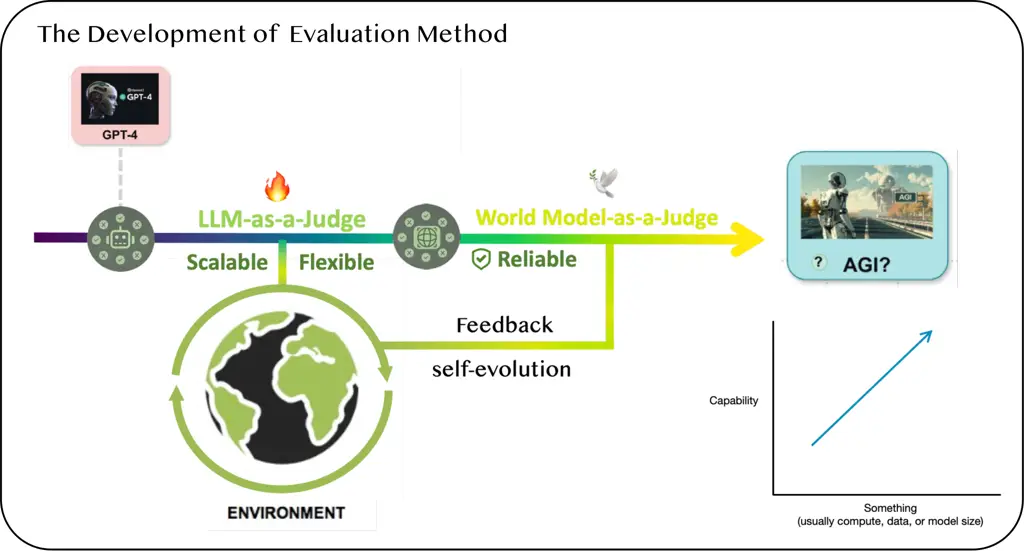 The Development of Evaluation Method
GPT-4
GPT-4
LLM-as-a-Judge
World Model-as-a-Judge
Scalable
Flexible
Reliable
AGI
?
AGI?
Feedback
self-evolution
ENVIRONMENT
Capability
Something
(usually compute, data, or model size)